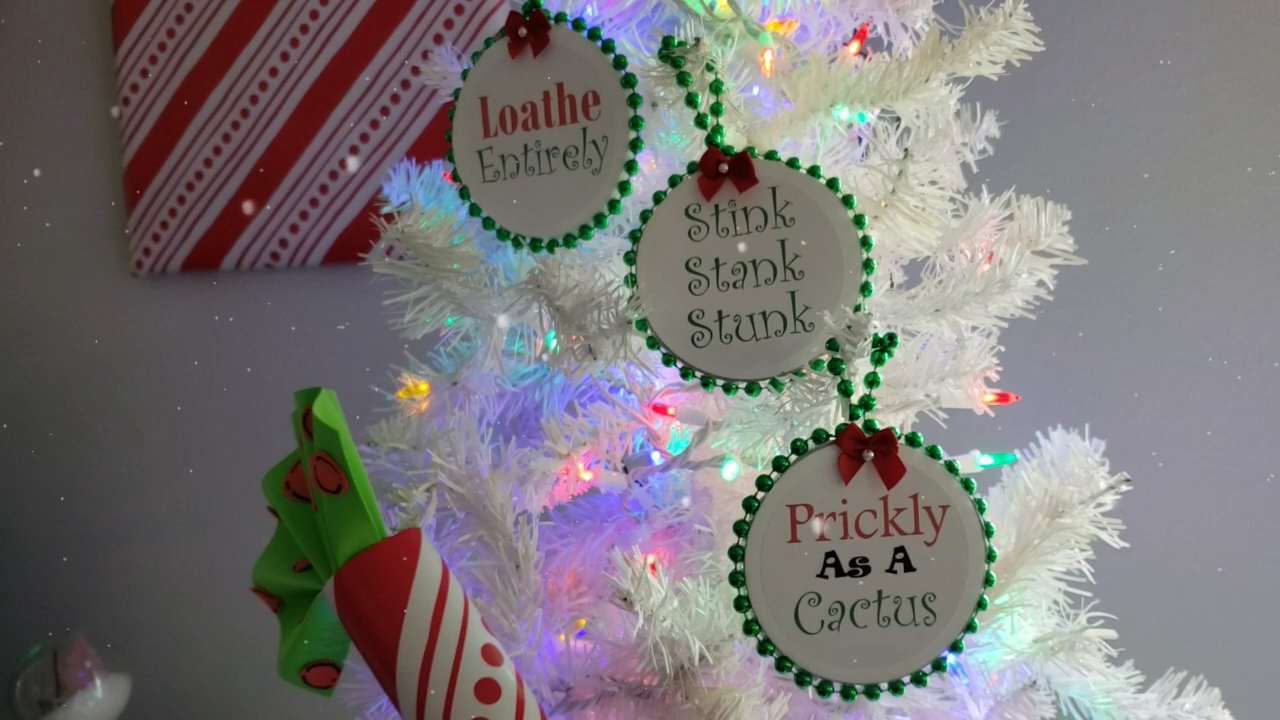 Loathe
Entirely
Stink
Stank
Stunk
Prickly
As A
Cactus